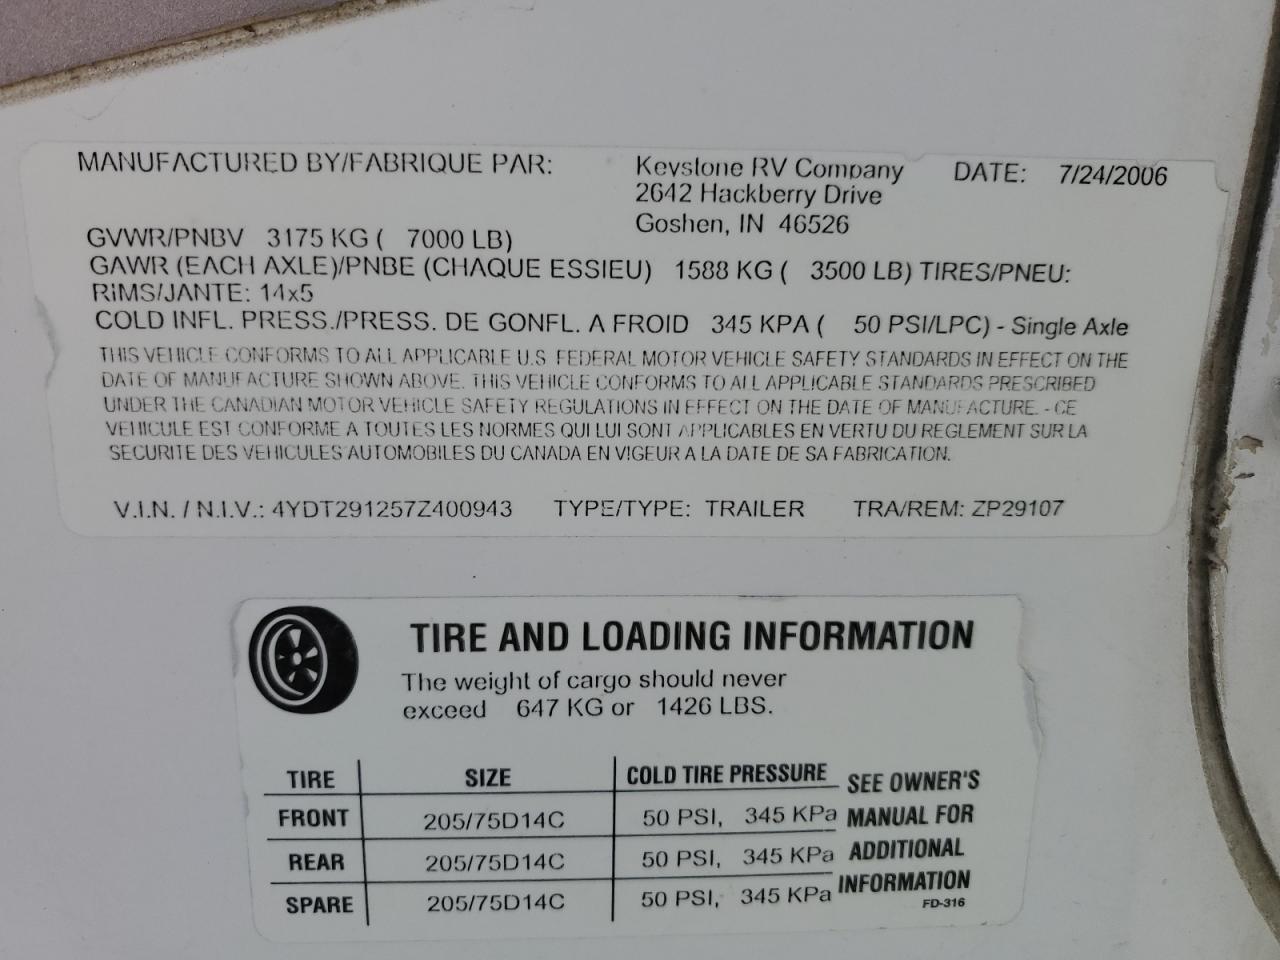 MANUFACTURED BY/FABRIQUE PAR: Keystone RV Company DATE: 7/24/2006
2642 Hackberry Drive
Goshen, IN 46526
GVWR/PNBV 3175 KG ( 7000 LB)
GAWR (EACH AXLE)/PNBE (CHAQUE ESSIEU) 1588 KG ( 3500 LB) TIRES/PNEU:
RIMS/JANTE: 14x5
COLD INFL. PRESS./PRESS. DE GONFL. A FROID 345 KPA ( 50 PSI/LPC) - Single Axle
THIS VEHICLE CONFORMS TO ALL APPLICABLE U.S. FEDERAL MOTOR VEHICLE SAFETY STANDARDS IN EFFECT ON THE
DATE OF MANUFACTURE SHOWN ABOVE. THIS VEHICLE CONFORMS TO ALL APPLICABLE STANDARDS PRESCRIBED
UNDER THE CANADIAN MOTOR VEHICLE SAFETY REGULATIONS IN EFFECT ON THE DATE OF MANUFACTURE. - CE
VEHICULE EST CONFORME A TOUTES LES NORMES QUI LUI SONT APPLICABLES EN VERTU DU REGLEMENT SUR LA
SECURITE DES VEHICULES AUTOMOBILES DU CANADA EN VIGEUR A LA DATE DE SA FABRICATION.
V.I.N. / N.I.V.: 4YDT291257Z400943 TYPE/TYPE: TRAILER TRA/REM: ZP29107
TIRE AND LOADING INFORMATION
The weight of cargo should never
exceed 647 KG or 1426 LBS.
TIRE SIZE COLD TIRE PRESSURE
FRONT 205/75D14C 50 PSI, 345 KPa
REAR 205/75D14C 50 PSI, 345 KPa
SPARE 205/75D14C 50 PSI, 345 KPa
SEE OWNER'S
MANUAL FOR
ADDITIONAL
INFORMATION
FD-316